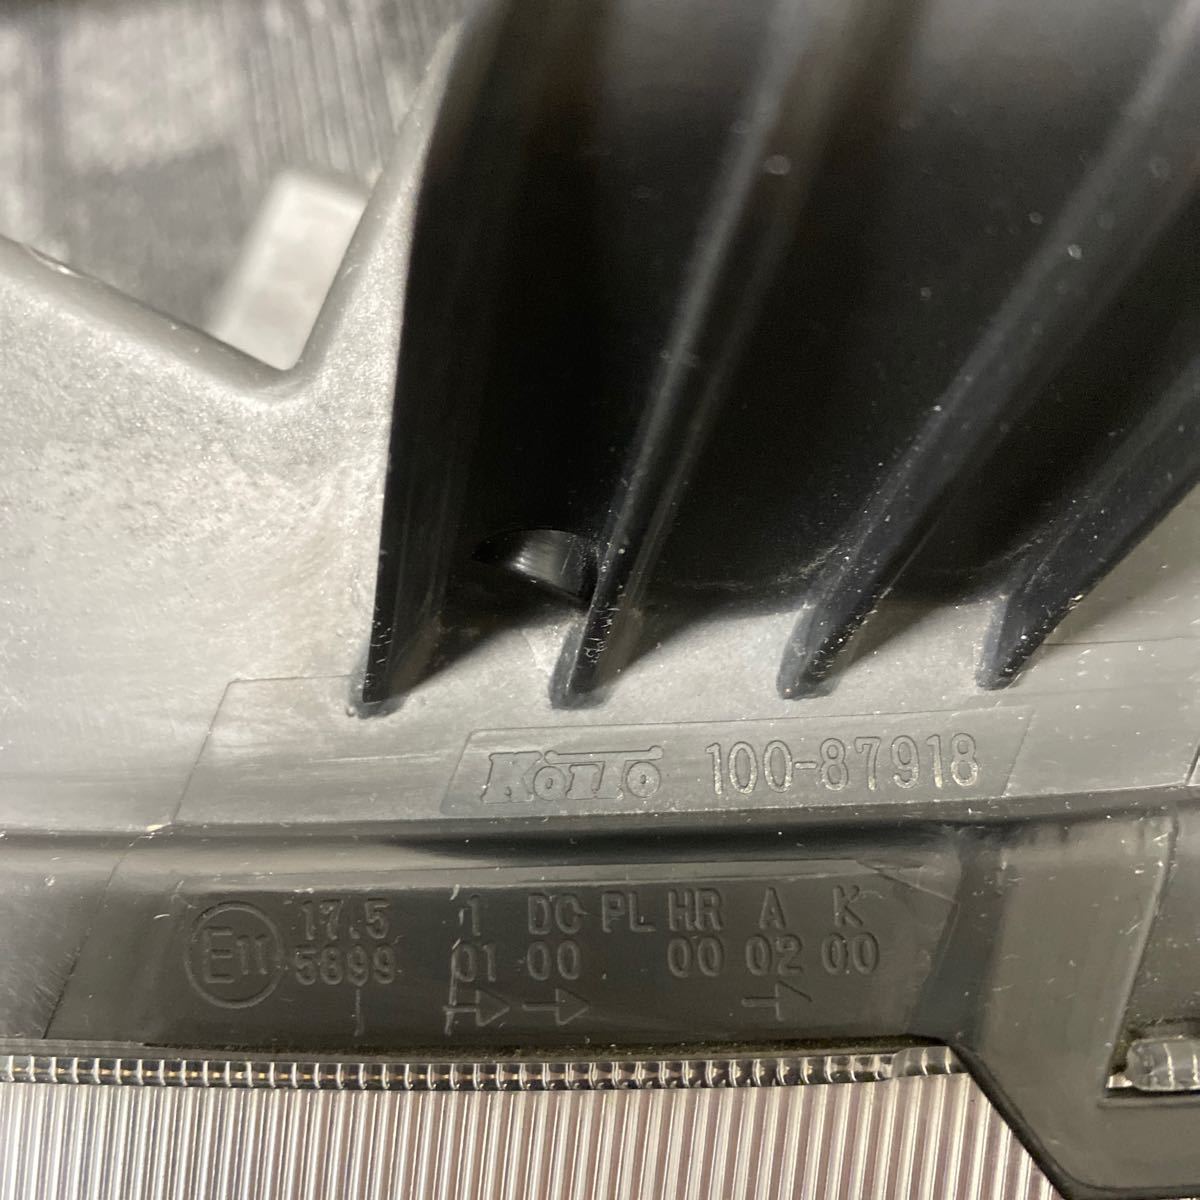 KOITO 100-87918
E11 17.5 1 DC PL HR A K
5899 01 00 00 02 00